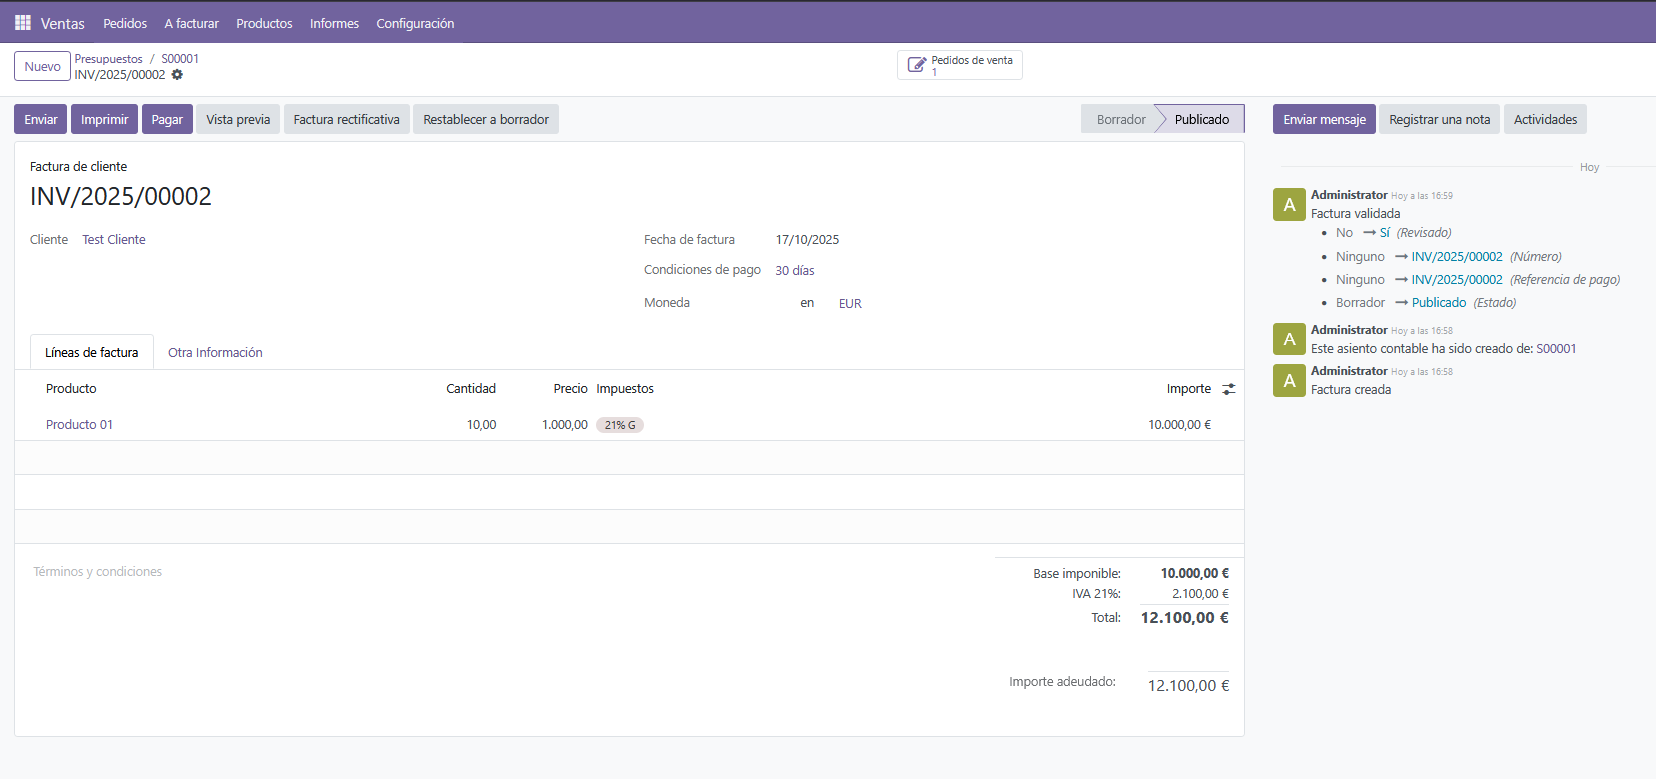 Ventas Pedidos A facturar Productos Informes Configuración
Nuevo
Presupuestos / S00001
INV/2025/00002
Pedidos de venta
1
Enviar Imprimir Pagar Vista previa Factura rectificativa Restablecer a borrador
Borrador Publicado
Enviar mensaje Registrar una nota Actividades
Factura de cliente
INV/2025/00002
Cliente Test Cliente
Fecha de factura 17/10/2025
Condiciones de pago 30 días
Moneda en EUR
Líneas de factura Otra Información
Producto Cantidad Precio Impuestos Importe
Producto 01 10,00 1.000,00 21% G 10.000,00 €
Términos y condiciones
Base imponible: 10.000,00 €
IVA 21%: 2.100,00 €
Total: 12.100,00 €
Importe adeudado: 12.100,00 €
Hoy
A
Administrator Hoy a las 16:59
Factura validada
• No → Sí (Revisado)
• Ninguno → INV/2025/00002 (Número)
• Ninguno → INV/2025/00002 (Referencia de pago)
• Borrador → Publicado (Estado)
A
Administrator Hoy a las 16:58
Este asiento contable ha sido creado de: S00001
A
Administrator Hoy a las 16:58
Factura creada